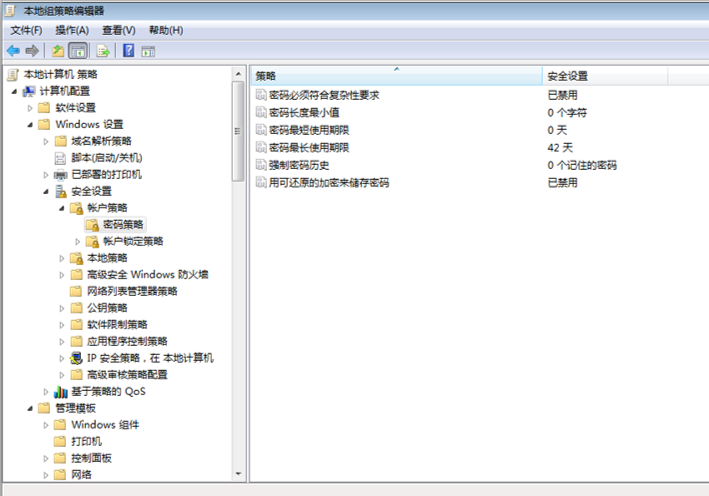 本地组策略编辑器
文件(F) 操作(A) 查看(V) 帮助(H)
本地计算机 策略
计算机配置
软件设置
Windows 设置
域名解析策略
脚本(启动/关机)
已部署的打印机
安全设置
帐户策略
密码策略
帐户锁定策略
本地策略
高级安全 Windows 防火墙
网络列表管理器策略
公钥策略
软件限制策略
应用程序控制策略
IP 安全策略，在 本地计算机
高级审核策略配置
基于策略的 QoS
管理模板
Windows 组件
打印机
控制面板
网络
策略 安全设置
密码必须符合复杂性要求 已禁用
密码长度最小值 0 个字符
密码最短使用期限 0 天
密码最长使用期限 42 天
强制密码历史 0 个记住的密码
用可还原的加密来储存密码 已禁用